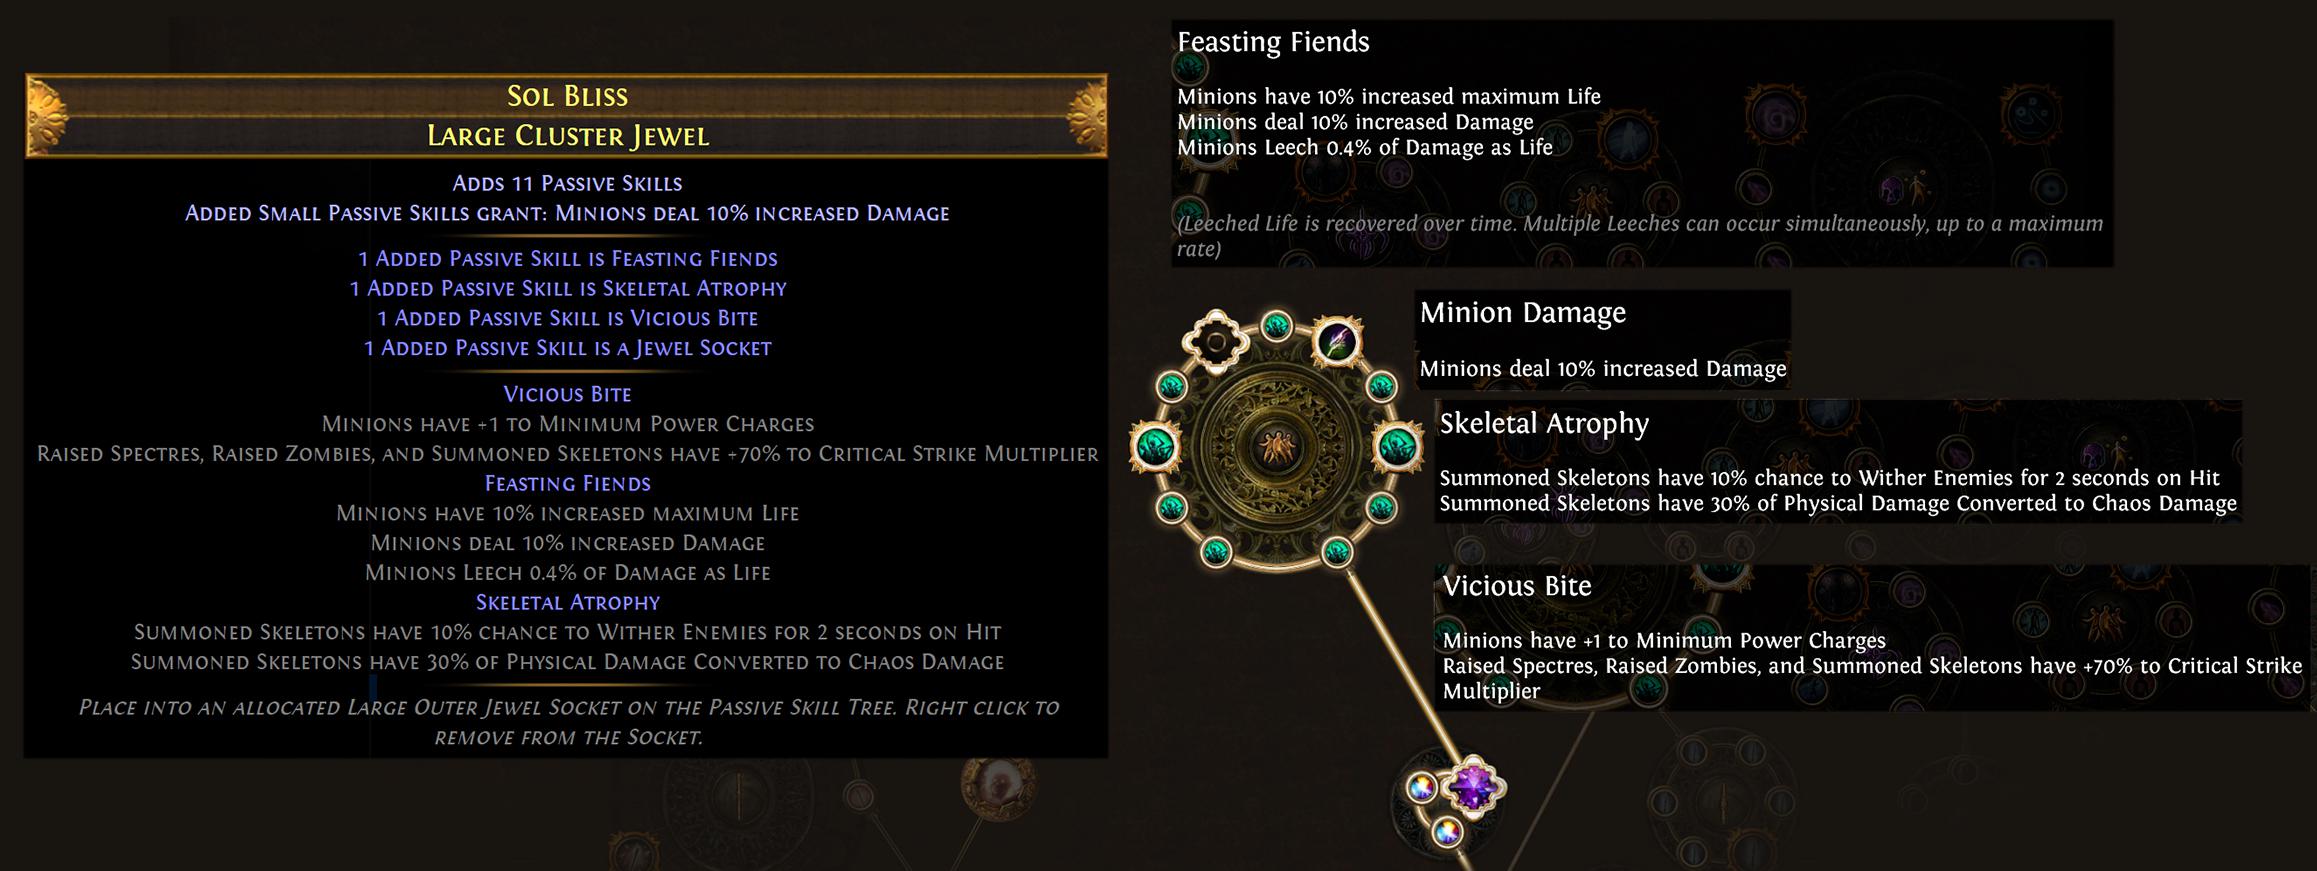 Sol Bliss
Large Cluster Jewel
Adds 11 Passive Skills
Added Small Passive Skills grant: Minions deal 10% increased Damage
1 Added Passive Skill is Feasting Fiends
1 Added Passive Skill is Skeletal Atrophy
1 Added Passive Skill is Vicious Bite
1 Added Passive Skill is a Jewel Socket
Vicious Bite
Minions have +1 to Minimum Power Charges
Raised Spectres, Raised Zombies, and Summoned Skeletons have +70% to Critical Strike Multiplier
Feasting Fiends
Minions have 10% increased maximum Life
Minions deal 10% increased Damage
Minions Leech 0.4% of Damage as Life
Skeletal Atrophy
Summoned Skeletons have 10% chance to Wither Enemies for 2 seconds on Hit
Summoned Skeletons have 30% of Physical Damage Converted to Chaos Damage
Place into an allocated Large Outer Jewel Socket on the Passive Skill Tree. Right click to
remove from the Socket.
Feasting Fiends
Minions have 10% increased maximum Life
Minions deal 10% increased Damage
Minions Leech 0.4% of Damage as Life
(Leeched Life is recovered over time. Multiple Leeches can occur simultaneously, up to a maximum
rate)
Minion Damage
Minions deal 10% increased Damage
Skeletal Atrophy
Summoned Skeletons have 10% chance to Wither Enemies for 2 seconds on Hit
Summoned Skeletons have 30% of Physical Damage Converted to Chaos Damage
Vicious Bite
Minions have +1 to Minimum Power Charges
Raised Spectres, Raised Zombies, and Summoned Skeletons have +70% to Critical Strike
Multiplier